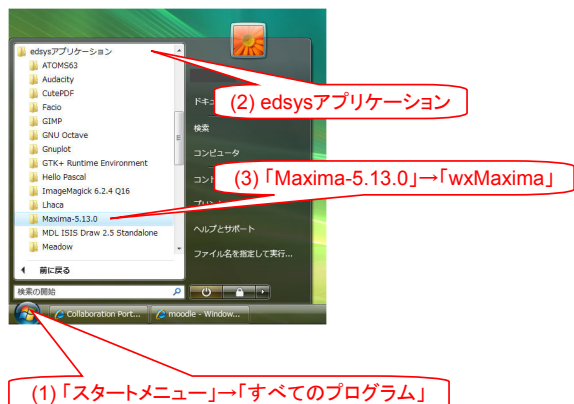 edsysアプリケーション
ATOMS63
Audacity
CutePDF
Facio
GIMP
GNU Octave
Gnuplot
GTK+ Runtime Environment
Hello Pascal
ImageMagick 6.2.4 Q16
Lhaca
Maxima-5.13.0
MDL ISIS Draw 2.5 Standalone
Meadow
前に戻る
検索の開始
検索
コンピュータ
ヘルプとサポート
ファイル名を指定して実行...
(2) edsysアプリケーション
(3)「Maxima-5.13.0」→「wxMaxima」
Collaboration Port...
moodle - Window...
(1)「スタートメニュー」→「すべてのプログラム」